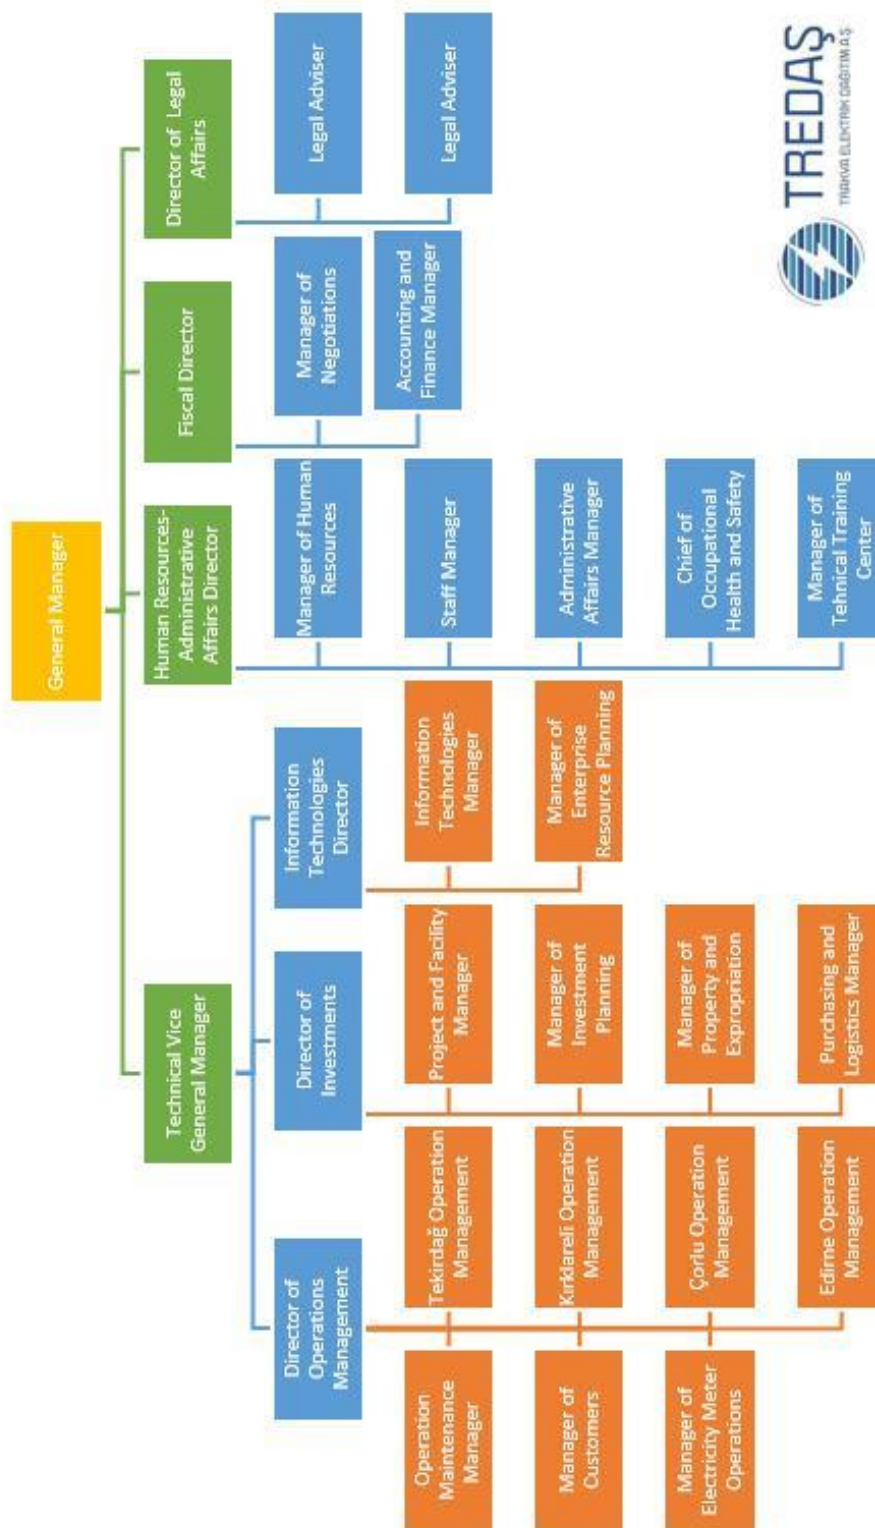 General Manager
Technical Vice
General Manager
Human Resources-
Administrative
Affairs Director
Fiscal Director
Director of Legal
Affairs
Director of
Operations
Management
Director of
Investments
Information
Technologies
Director
Manager of Human
Resources
Manager of
Negotiations
Legal Adviser
Operation
Maintenance
Manager
Tekirdağ Operation
Management
Project and Facility
Manager
Information
Technologies
Manager
Staff Manager
Accounting and
Finance Manager
Legal Adviser
Manager of
Customers
Kırklareli Operation
Management
Manager of
Investment
Planning
Manager of
Enterprise
Resource Planning
Administrative
Affairs Manager
Manager of
Electricity Meter
Operations
Çorlu Operation
Management
Manager of
Property and
Expropriation
Chief of
Occupational
Health and Safety
Edirne Operation
Management
Purchasing and
Logistics Manager
Manager of
Tehnical Training
Center
TREDAŞ
TRAKYA ELEKTRİK DAĞITIM A.Ş.